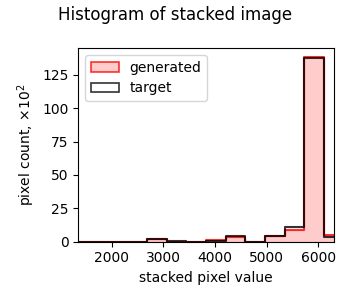 Histogram of stacked image
generated
target
pixel count, ×10²
125
100
75
50
25
0
2000
3000
4000
5000
6000
stacked pixel value